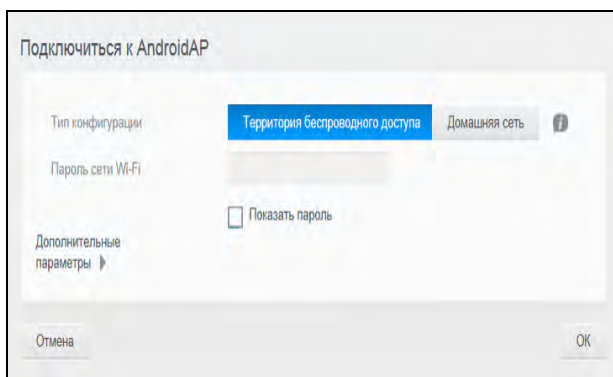 Подключиться к AndroidAP
Тип конфигурации
Территория беспроводного доступа
Домашняя сеть
i
Пароль сети Wi-Fi
Показать пароль
Дополнительные
параметры
Отмена
OK